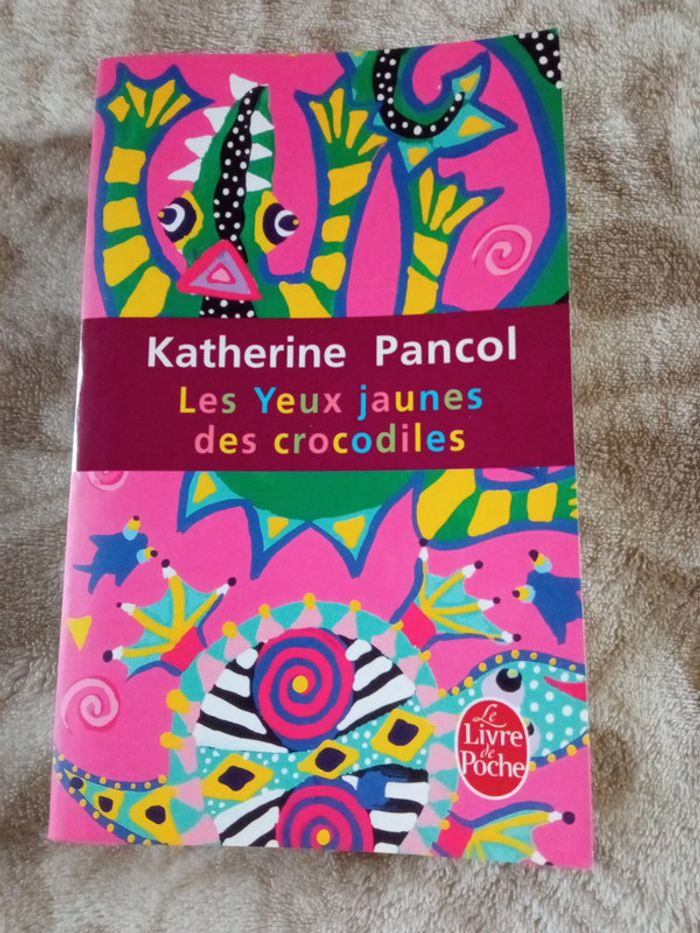 Katherine Pancol
Les Yeux jaunes
des crocodiles
Le
Livre
de
Poche